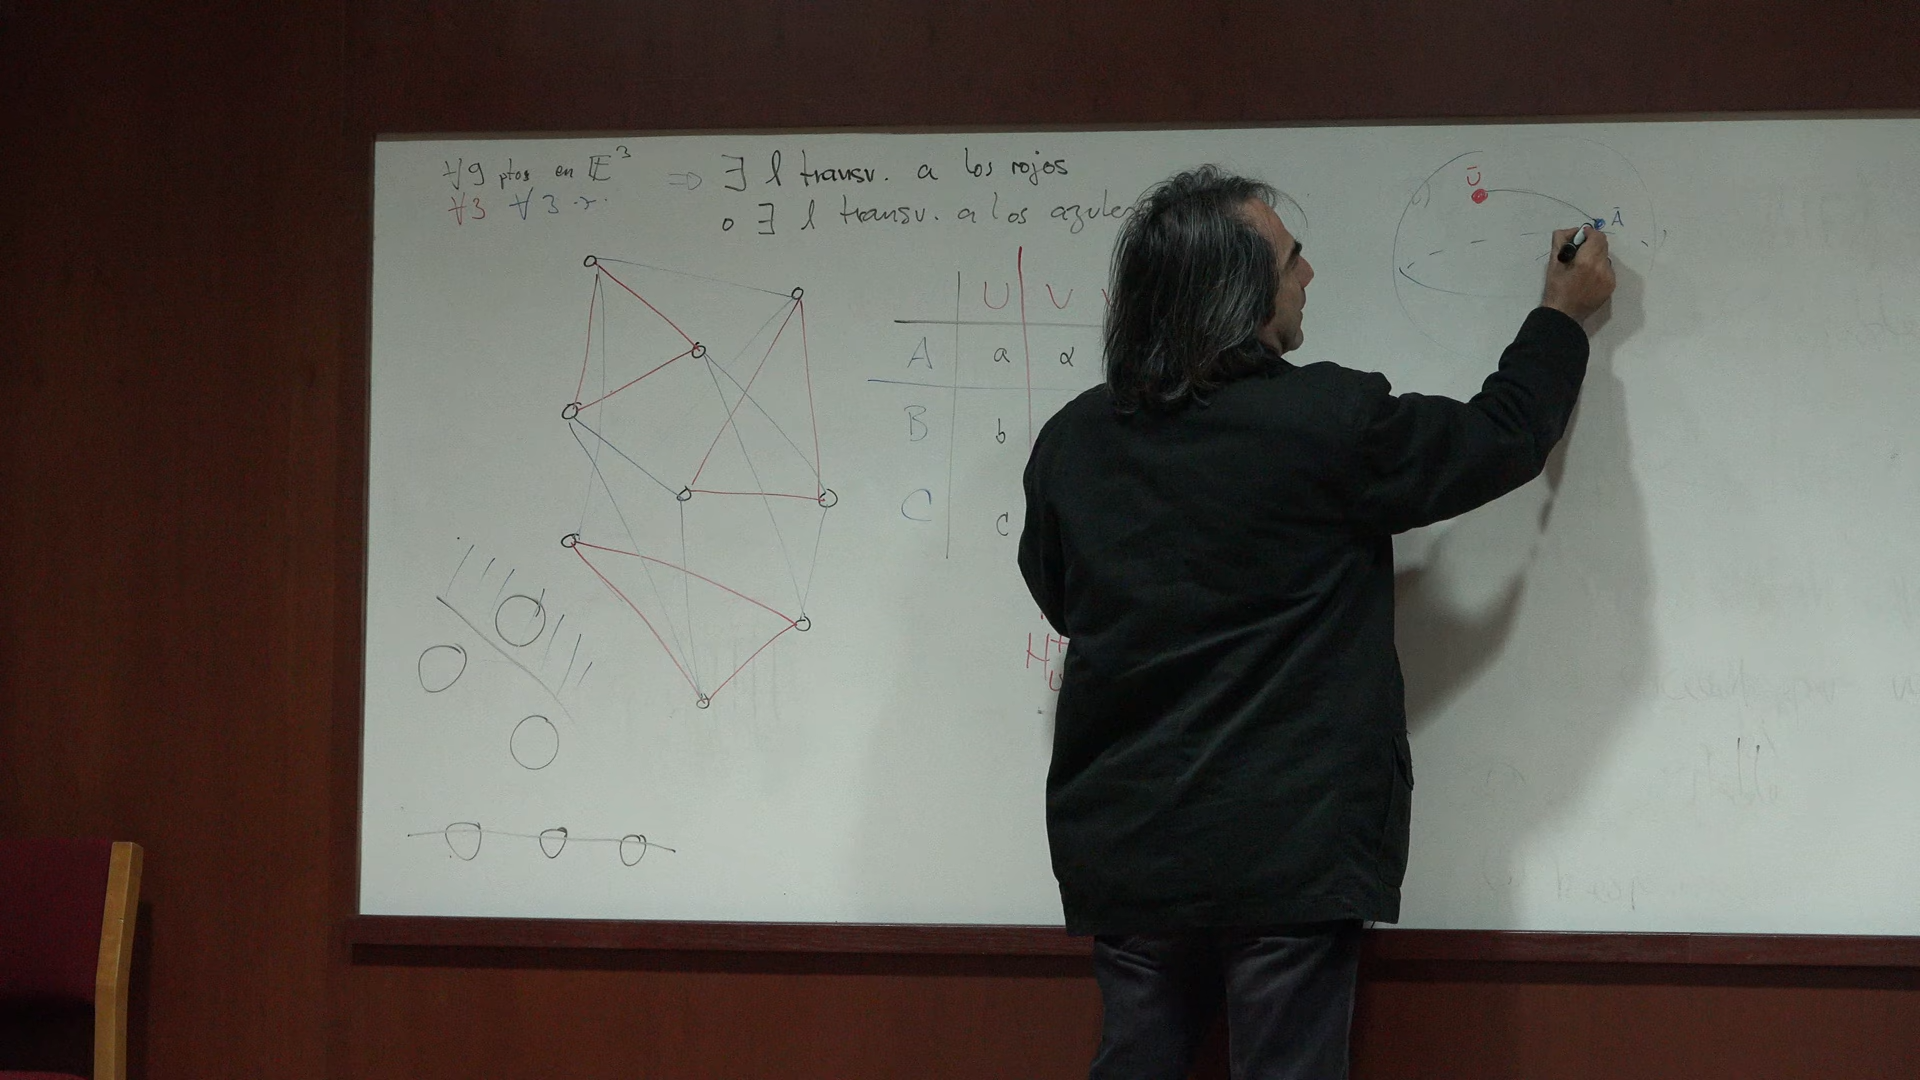 ∀9 ptos en 𝔼³ ⇒ ∃ l transv. a los rojos
∀3 ∀3
o ∃ l transv. a los azules
U V
A a α
B b
C c
H+
u
Ū
Ā